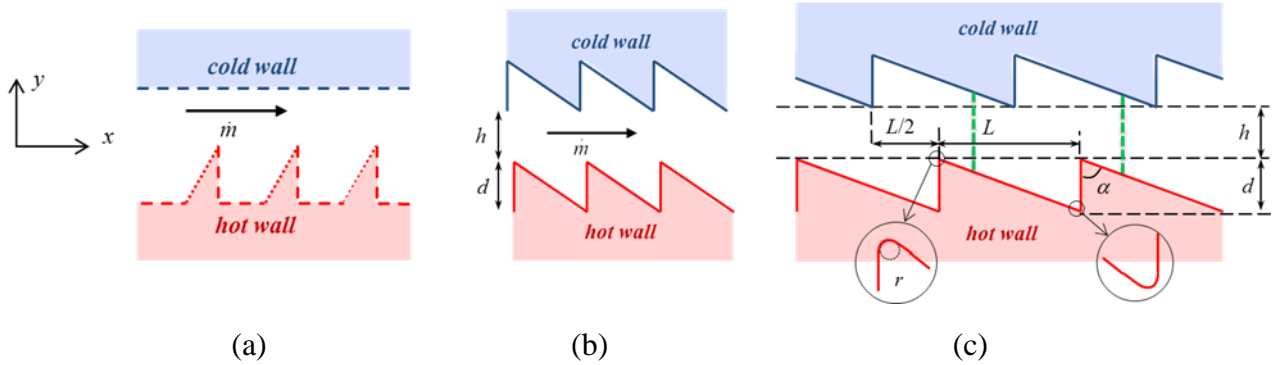 y
x
cold wall
ṁ
hot wall
(a)
cold wall
h
ṁ
d
hot wall
(b)
cold wall
L/2
L
h
α
d
hot wall
r
(c)